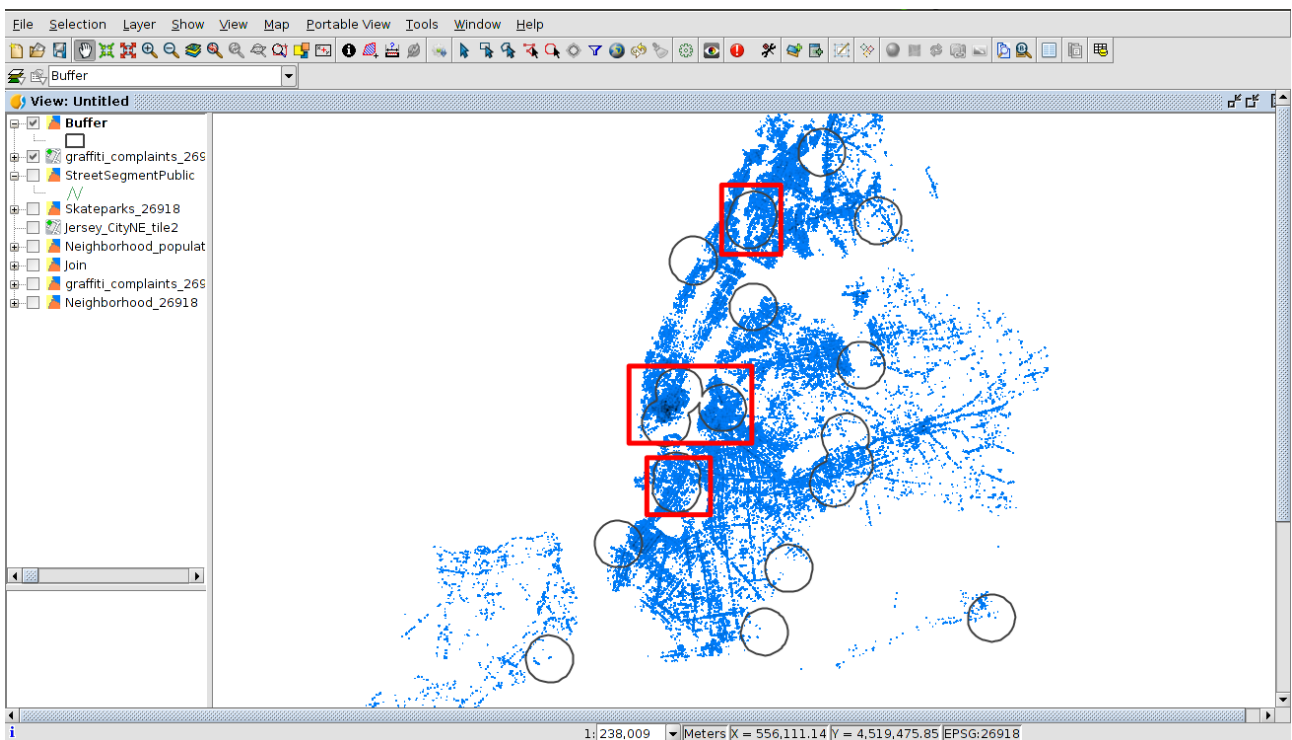 File Selection Layer Show View Map Portable View Tools Window Help
Buffer
View: Untitled
Buffer
graffiti_complaints_269
StreetSegmentPublic
Skateparks_26918
Jersey_CityNE_tile2
Neighborhood_populat
Join
graffiti_complaints_269
Neighborhood_26918
1: 238,009 Meters X = 556,111.14 Y = 4,519,475.85 EPSG:26918